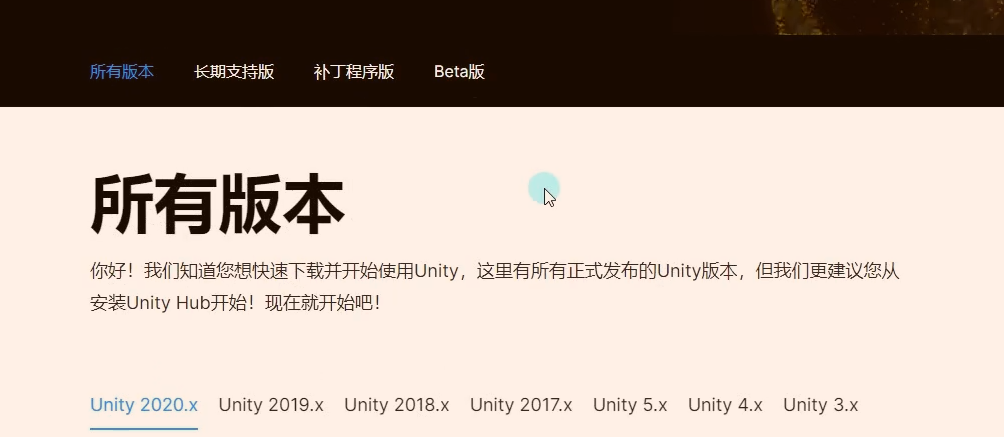 所有版本 长期支持版 补丁程序版 Beta版
所有版本
你好！我们知道您想快速下载并开始使用Unity，这里有所有正式发布的Unity版本，但我们更建议您从
安装Unity Hub开始！现在就开始吧！
Unity 2020.x Unity 2019.x Unity 2018.x Unity 2017.x Unity 5.x Unity 4.x Unity 3.x